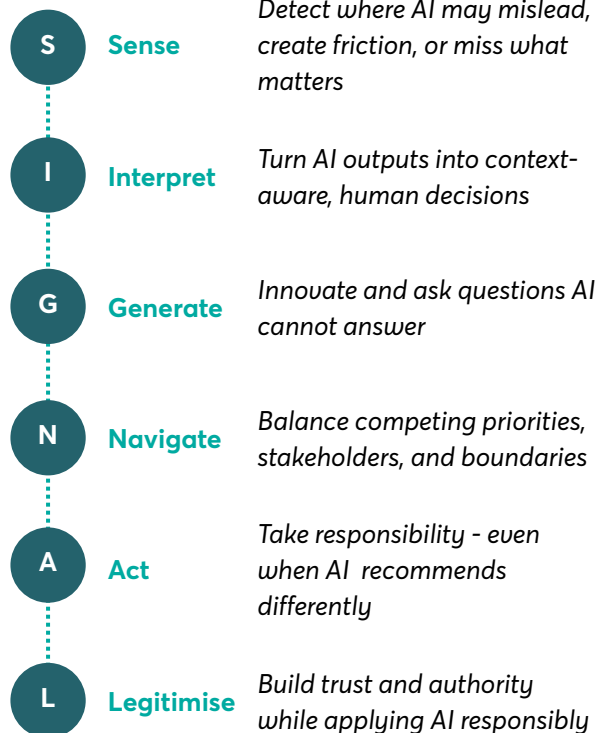 S
Sense
Detect where AI may mislead,
create friction, or miss what
matters
I
Interpret
Turn AI outputs into context-
aware, human decisions
G
Generate
Innovate and ask questions AI
cannot answer
N
Navigate
Balance competing priorities,
stakeholders, and boundaries
A
Act
Take responsibility - even
when AI recommends
differently
L
Legitimise
Build trust and authority
while applying AI responsibly